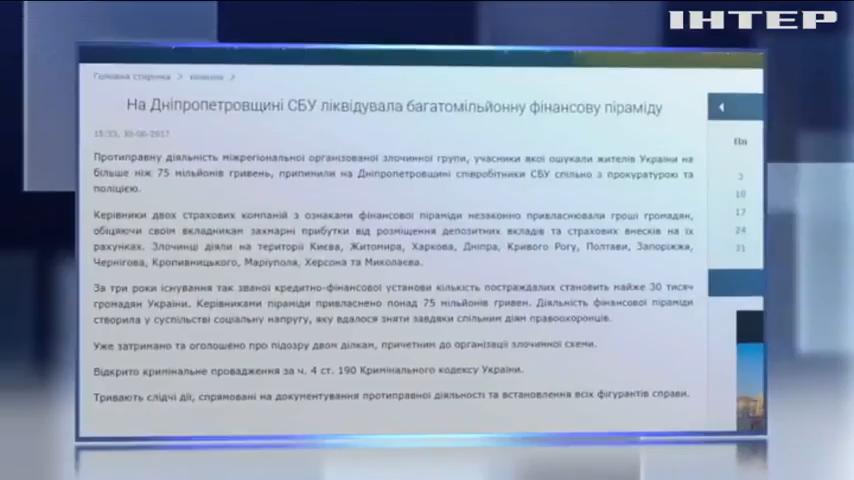 ІНТЕР
Головна сторінка > новини >
На Дніпропетровщині СБУ ліквідувала багатомільйонну фінансову піраміду
15:33, 30-06-2017
Протиправну діяльність міжрегіональної організованої злочинної групи, учасники якої ошукали жителів України на
більше ніж 75 мільйонів гривень, припинили на Дніпропетровщині співробітники СБУ спільно з прокуратурою та
поліцією.
Керівники двох страхових компаній з ознаками фінансової піраміди незаконно привласнювали гроші громадян,
обіцяючи своїм вкладникам захмарні прибутки від розміщення депозитних вкладів та страхових внесків на їх
рахунках. Злочинці діяли на території Києва, Житомира, Харкова, Дніпра, Кривого Рогу, Полтави, Запоріжжя,
Чернігова, Кропивницького, Маріуполя, Херсона та Миколаєва.
За три роки існування так званої кредитно-фінансової установи кількість постраждалих становить майже 30 тисяч
громадян України. Керівниками піраміди привласнено понад 75 мільйонів гривен. Діяльність фінансової піраміди
створила у суспільстві соціальну напругу, яку вдалося зняти завдяки спільним діям правоохоронців.
Уже затримано та оголошено про підозру двом ділкам, причетним до організації злочинної схеми.
Відкрито кримінальне провадження за ч. 4 ст. 190 Кримінального кодексу України.
Тривають слідчі дії, спрямовані на документування протиправної діяльності та встановлення всіх фігурантів справи.
Пн
3
10
17
24
31